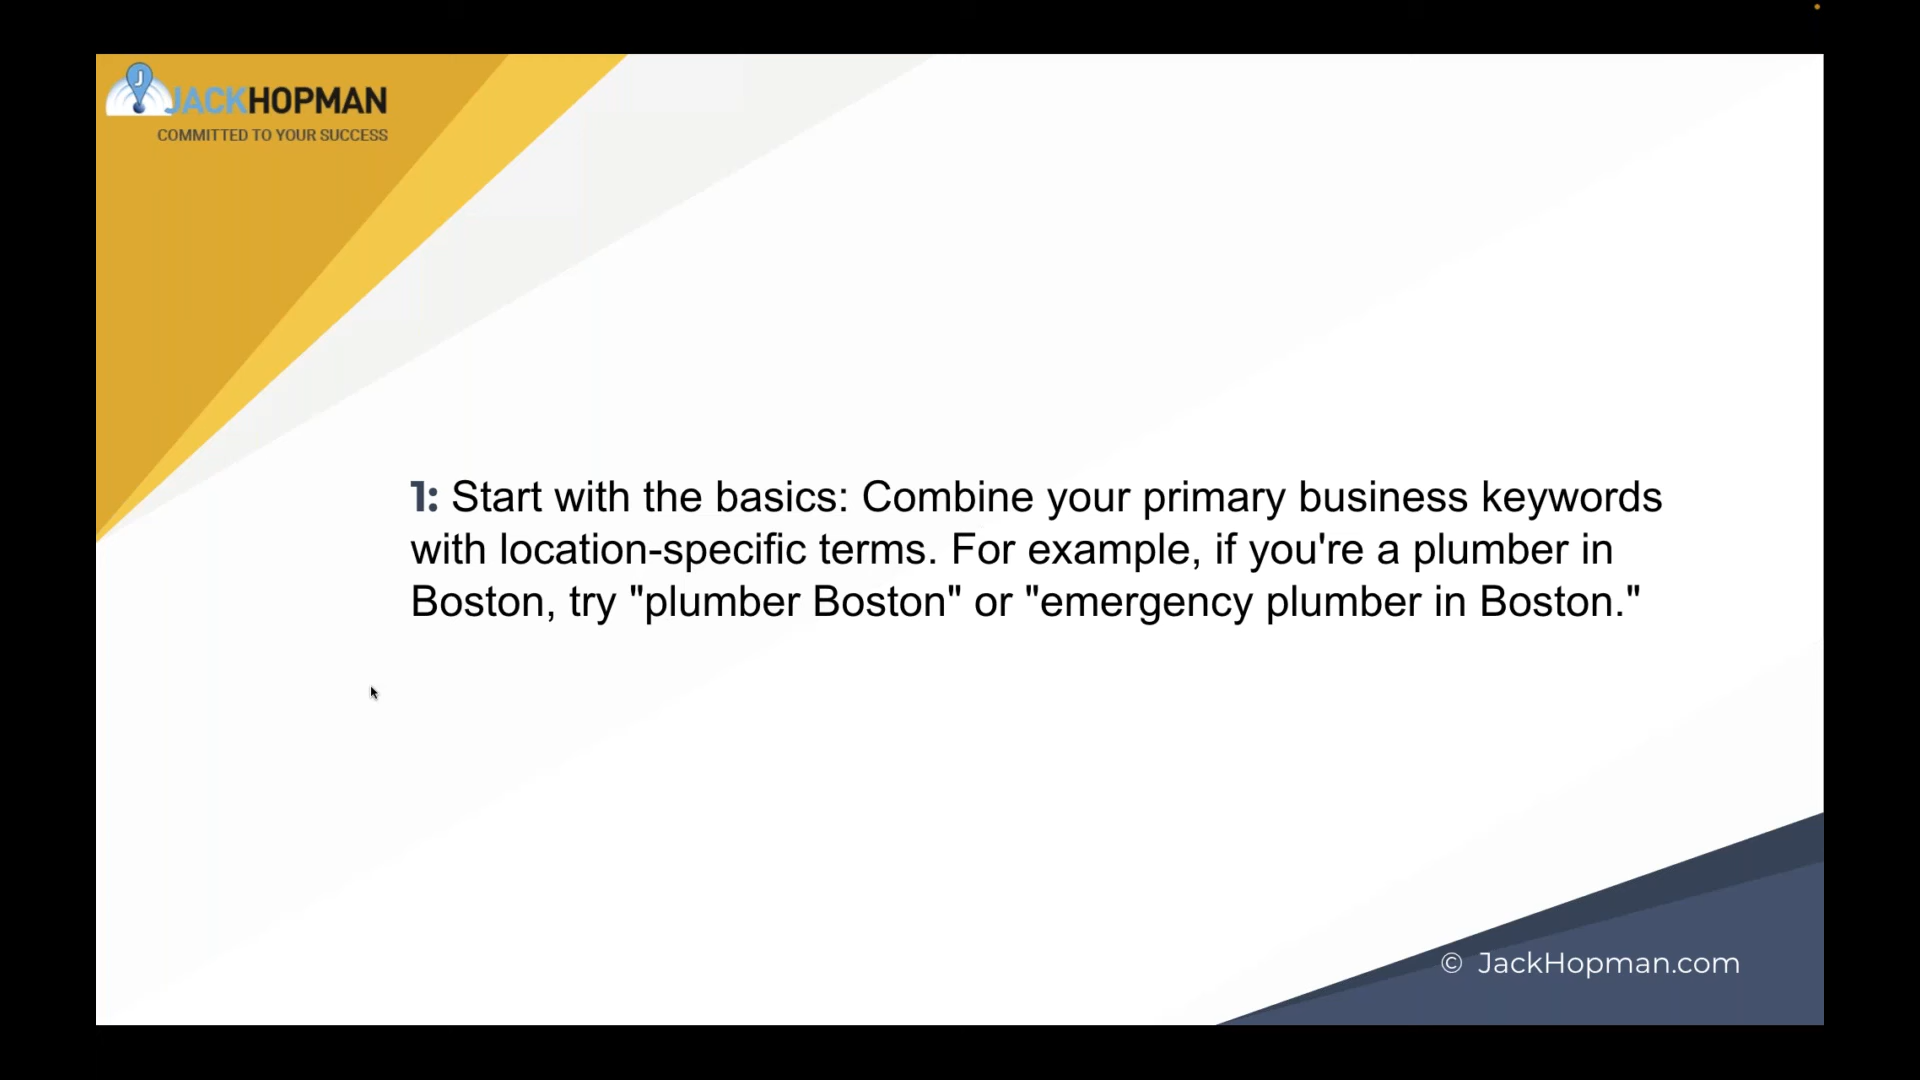 J
JACKHOPMAN
COMMITTED TO YOUR SUCCESS
1: Start with the basics: Combine your primary business keywords
with location-specific terms. For example, if you're a plumber in
Boston, try "plumber Boston" or "emergency plumber in Boston."
© JackHopman.com